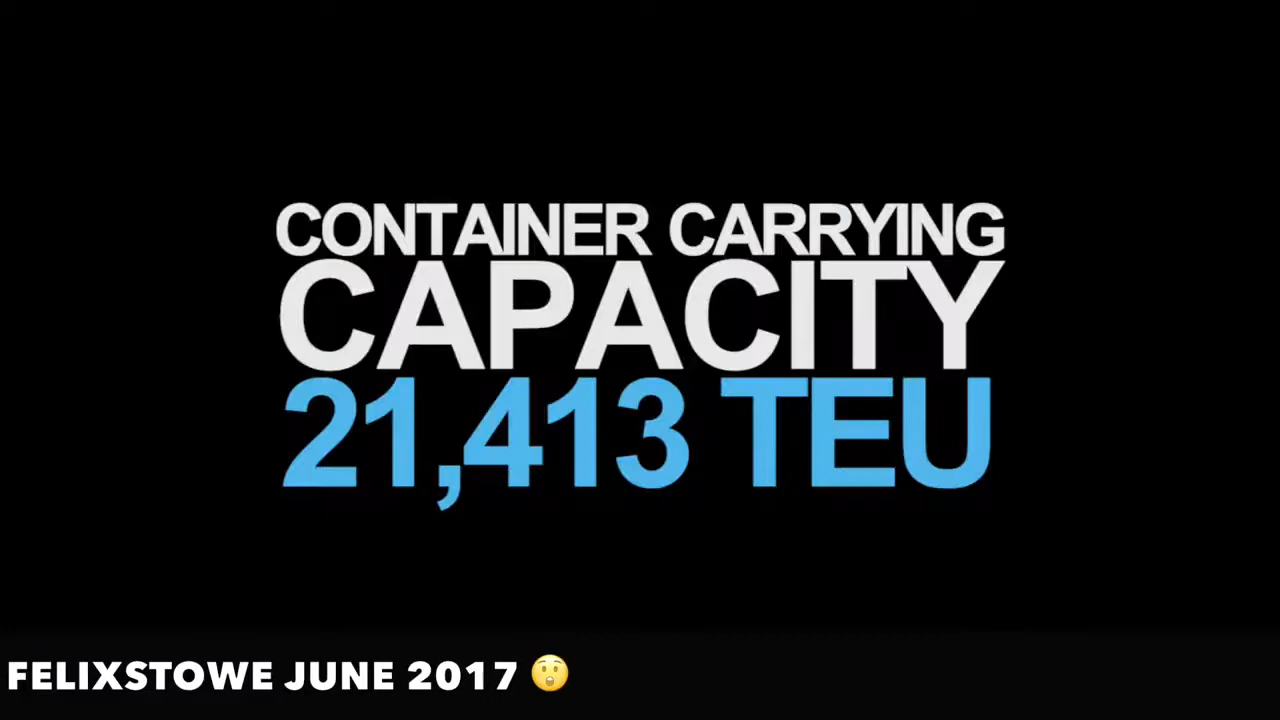 CONTAINER CARRYING
CAPACITY
21,413 TEU
FELIXSTOWE JUNE 2017 😲